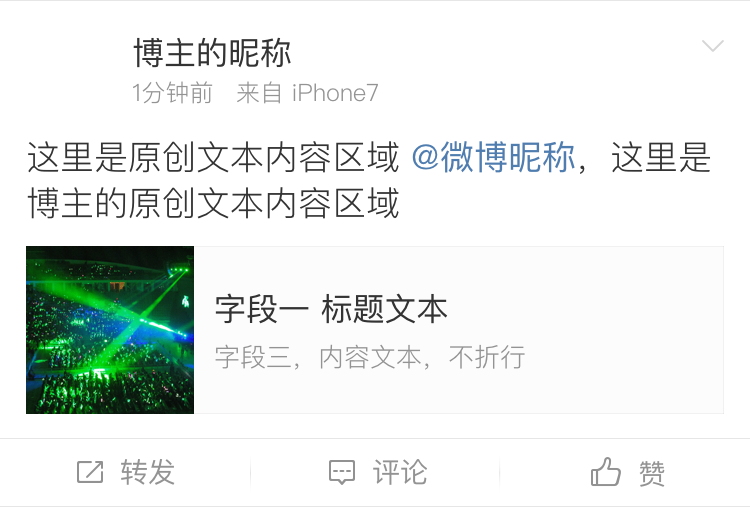 博主的昵称
1分钟前 来自 iPhone7
这里是原创文本内容区域 @微博昵称，这里是
博主的原创文本内容区域
字段一 标题文本
字段三，内容文本，不折行
转发 评论 赞